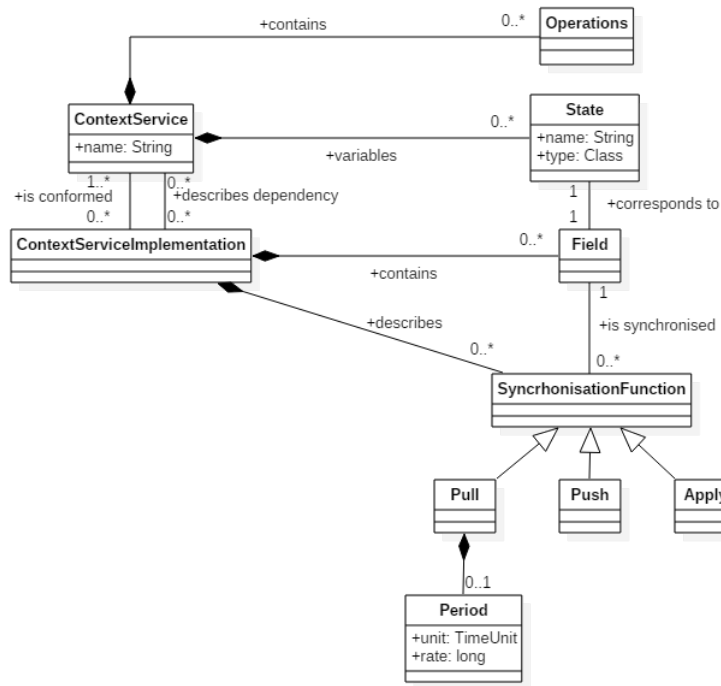 +contains
0..*
Operations
ContextService
+name: String
0..*
+variables
State
+name: String
+type: Class
1..*
0..*
+is conformed
+describes dependency
0..*
0..*
1
+corresponds to
1
ContextServiceImplementation
0..*
Field
+contains
1
+describes
+is synchronised
0..*
0..*
SyncrhonisationFunction
Pull
Push
Apply
0..1
Period
+unit: TimeUnit
+rate: long